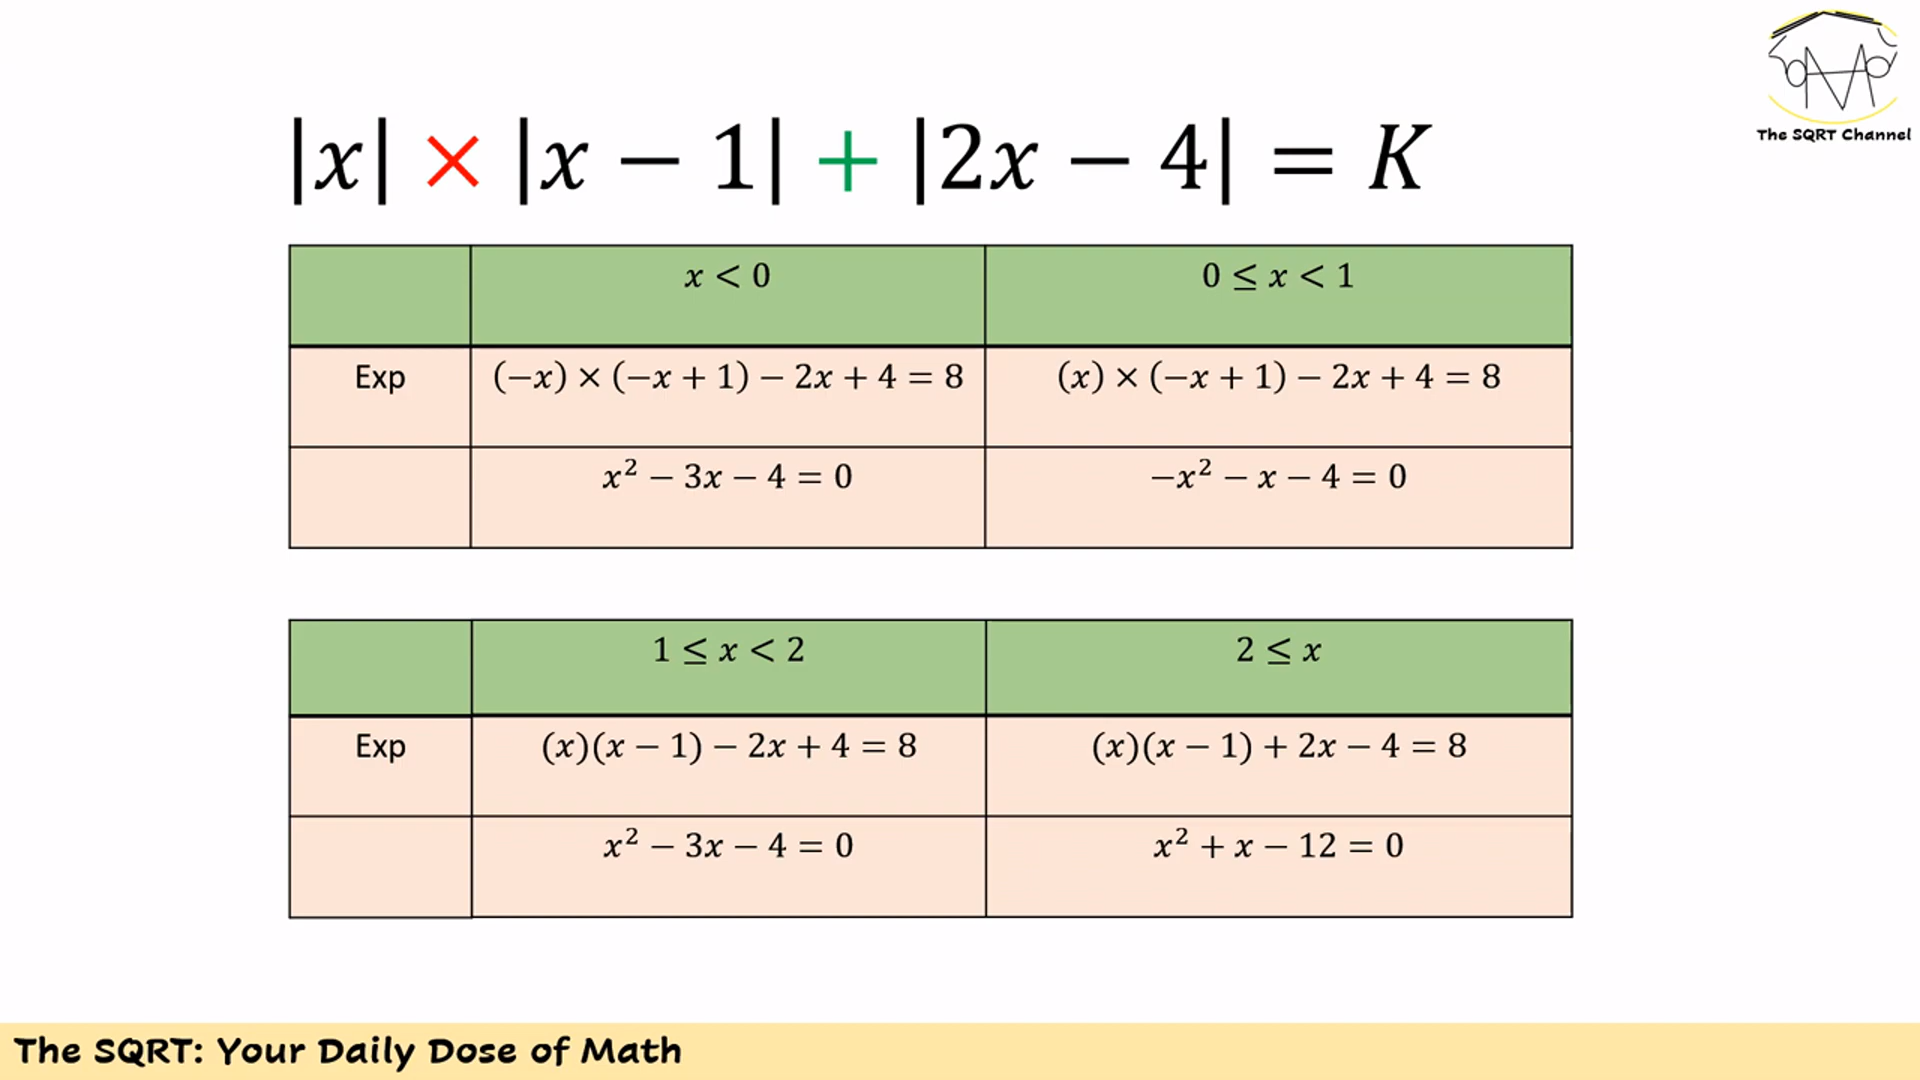 The SQRT Channel
|x| × |x − 1| + |2x − 4| = K
x < 0
0 ≤ x < 1
Exp
(−x) × (−x + 1) − 2x + 4 = 8
(x) × (−x + 1) − 2x + 4 = 8
x² − 3x − 4 = 0
−x² − x − 4 = 0
1 ≤ x < 2
2 ≤ x
Exp
(x)(x − 1) − 2x + 4 = 8
(x)(x − 1) + 2x − 4 = 8
x² − 3x − 4 = 0
x² + x − 12 = 0
The SQRT: Your Daily Dose of Math